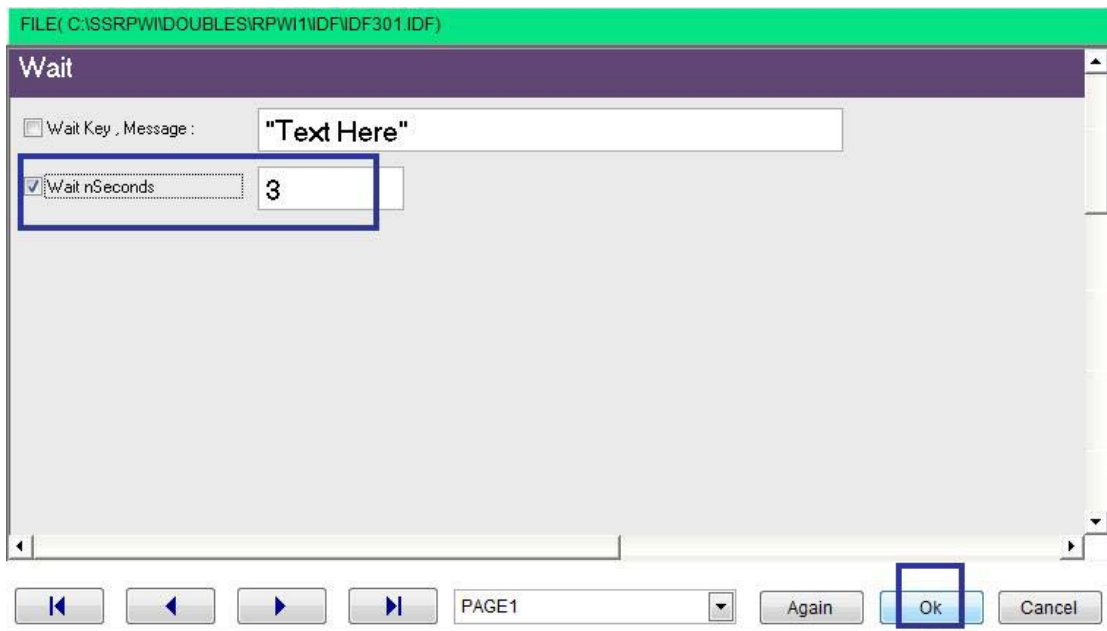 FILE( C:\SSRPWI\DOUBLES\RPWI1\IDF\IDF301.IDF)
Wait
Wait Key , Message :
"Text Here"
Wait nSeconds
3
PAGE1
Again
Ok
Cancel